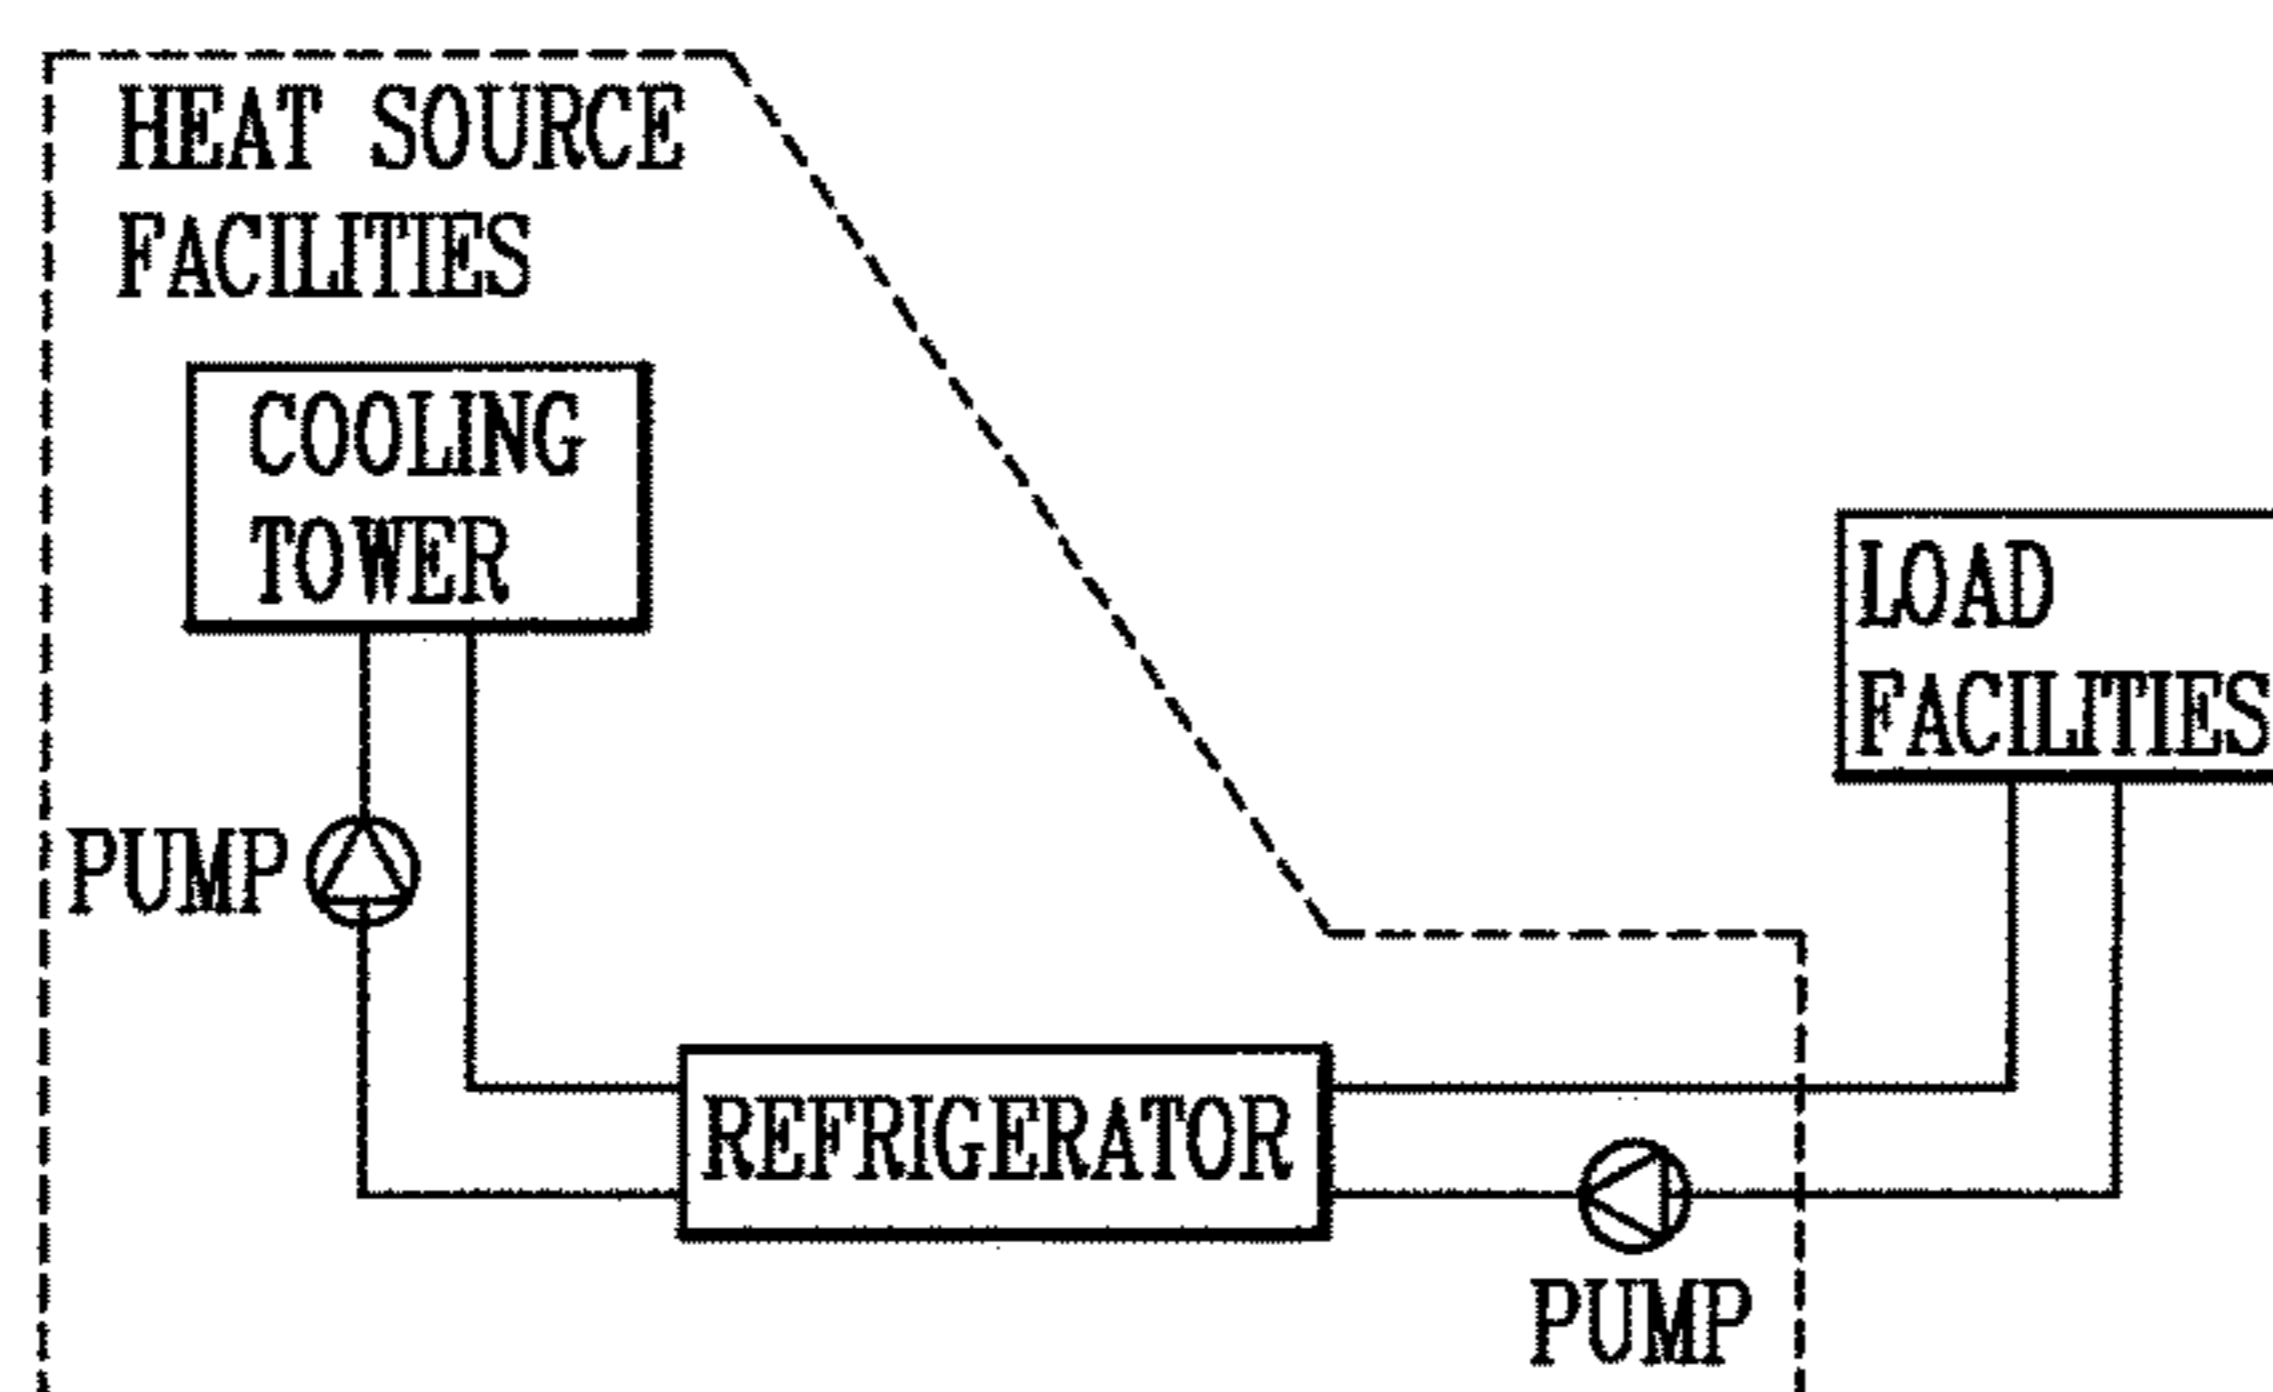 HEAT SOURCE
FACILITIES
COOLING
TOWER
LOAD
FACILITIES
PUMP
REFRIGERATOR
PUMP